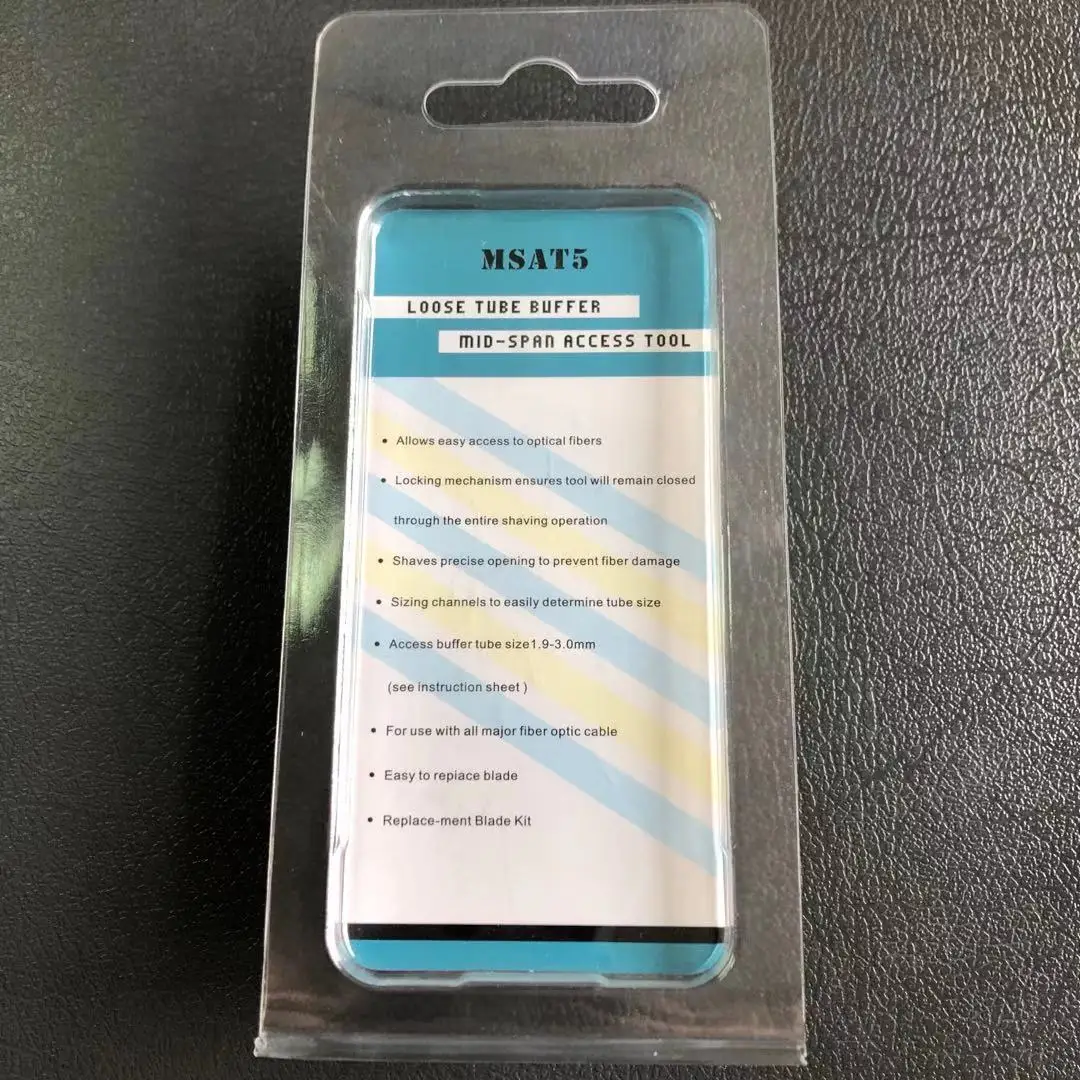 MSAT5
LOOSE TUBE BUFFER
MID-SPAN ACCESS TOOL
• Allows easy access to optical fibers
• Locking mechanism ensures tool will remain closed
through the entire shaving operation
• Shaves precise opening to prevent fiber damage
• Sizing channels to easily determine tube size
• Access buffer tube size1.9-3.0mm
(see instruction sheet )
• For use with all major fiber optic cable
• Easy to repiace blade
• Replace-ment Blade Kit